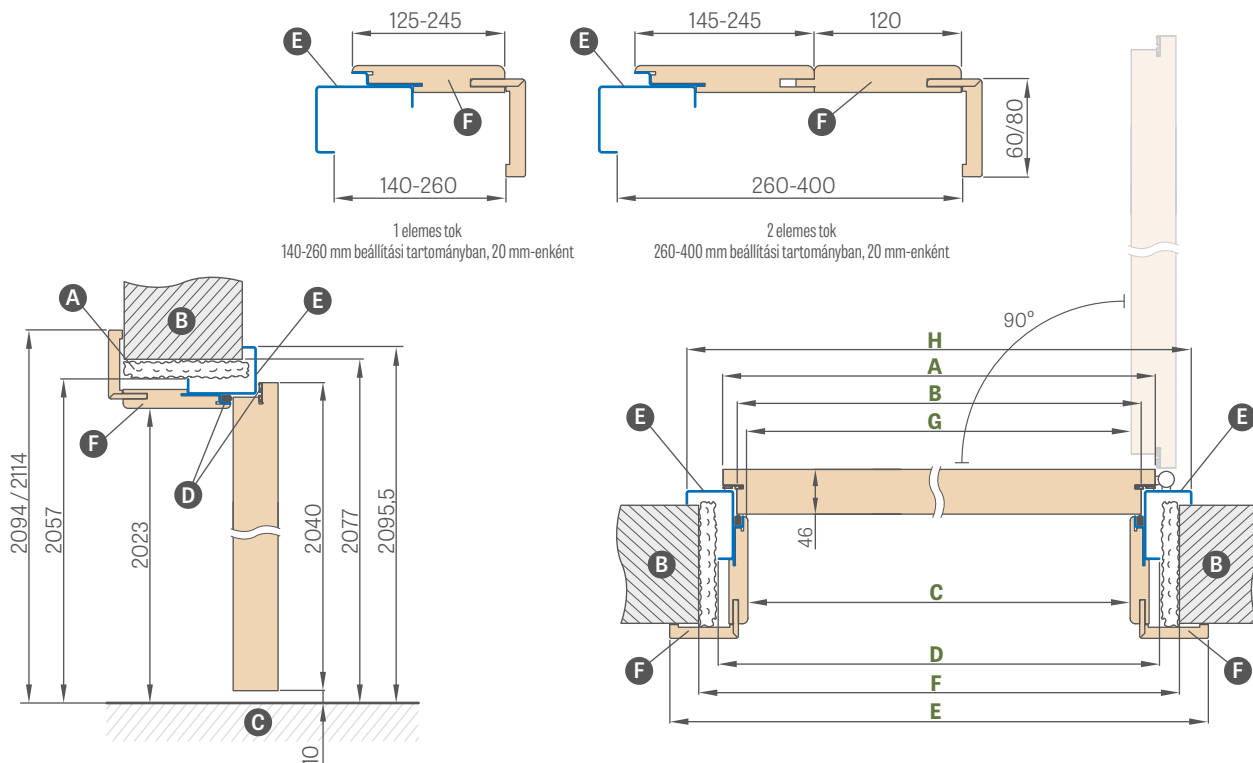 125-245
145-245
120
E
E
F
F
60/80
140-260
260-400
1 elemes tok
140-260 mm beállítási tartományban, 20 mm-enként
2 elemes tok
260-400 mm beállítási tartományban, 20 mm-enként
A
B
E
F
D
2094 / 2114
2057
2023
2040
2077
2095,5
C
10
90°
H
A
B
G
E
E
46
B
B
C
D
F
F
F
E